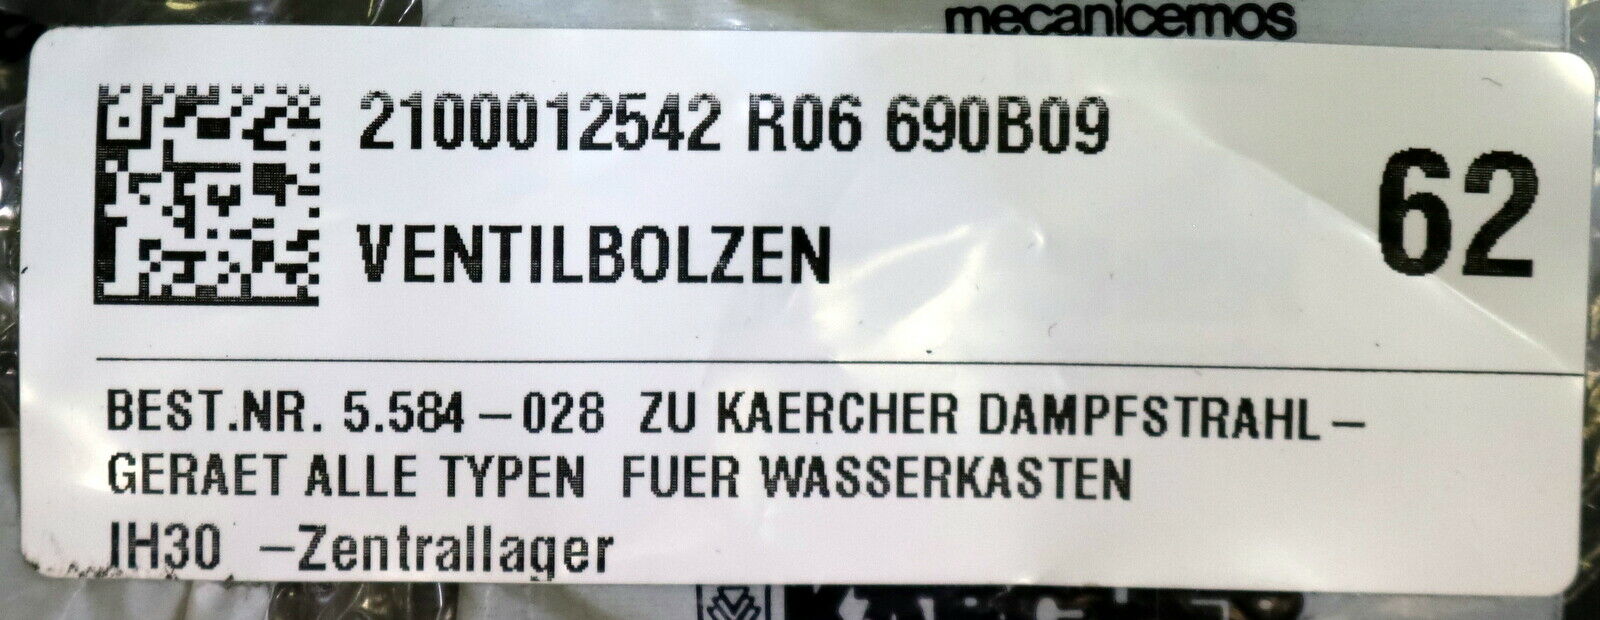 mecanicemos
2100012542 R06 690B09
62
VENTILBOLZEN
BEST.NR. 5.584-028 ZU KAERCHER DAMPFSTRAHL-
GERAET ALLE TYPEN FUER WASSERKASTEN
IH30 -Zentrallager